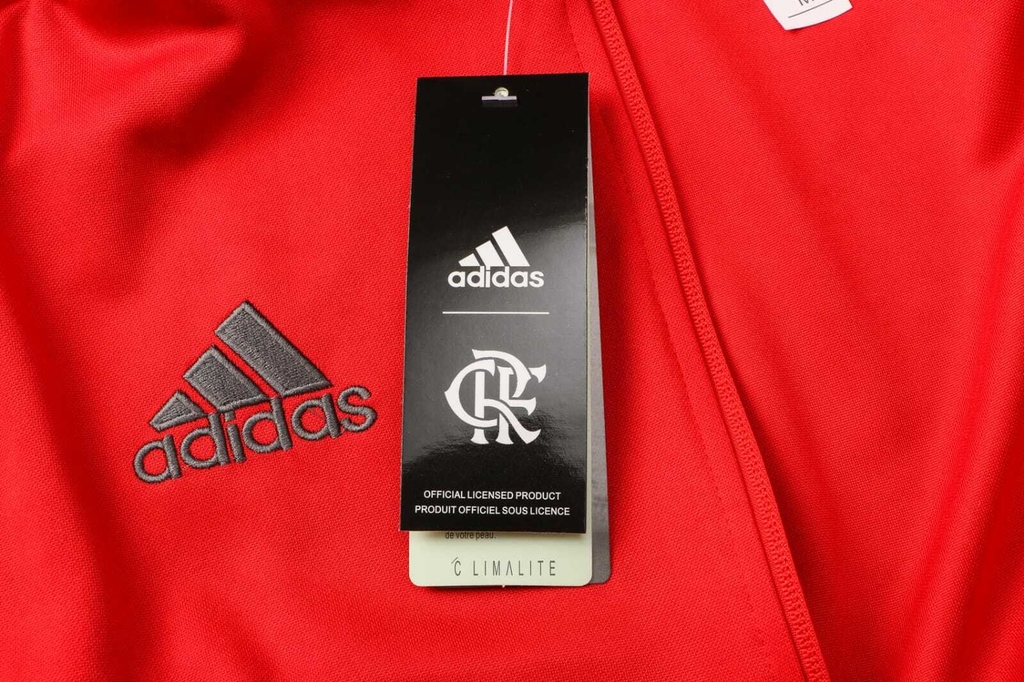 adidas
CRF
OFFICIAL LICENSED PRODUCT
PRODUIT OFFICIEL SOUS LICENCE
de votre peau.
CLIMALITE
adidas